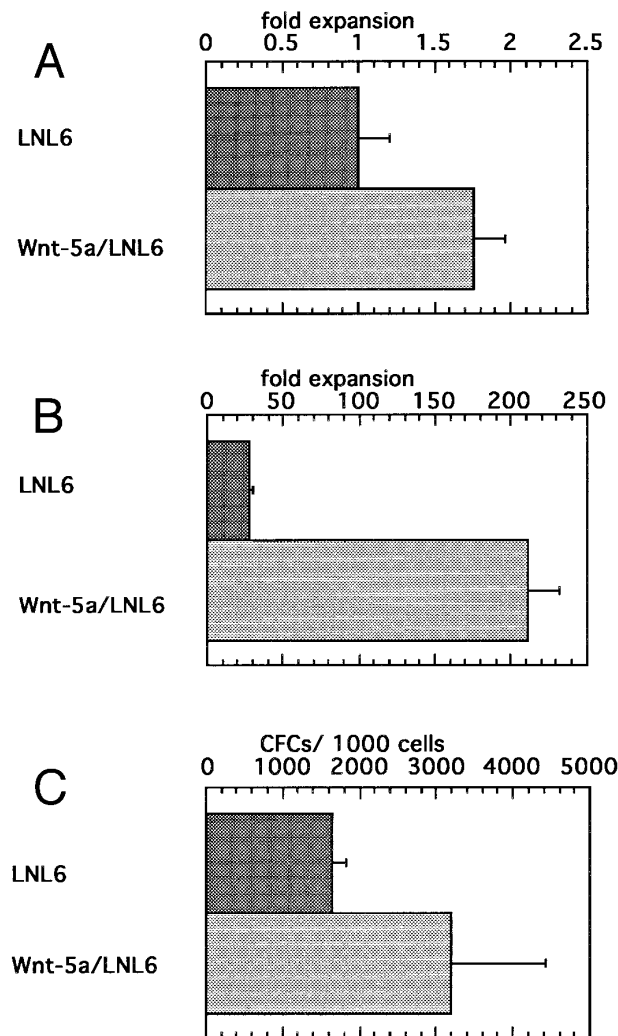 A
fold expansion
0 0.5 1 1.5 2 2.5
LNL6
Wnt-5a/LNL6
B
fold expansion
0 50 100 150 200 250
LNL6
Wnt-5a/LNL6
C
CFCs/ 1000 cells
0 1000 2000 3000 4000 5000
LNL6
Wnt-5a/LNL6